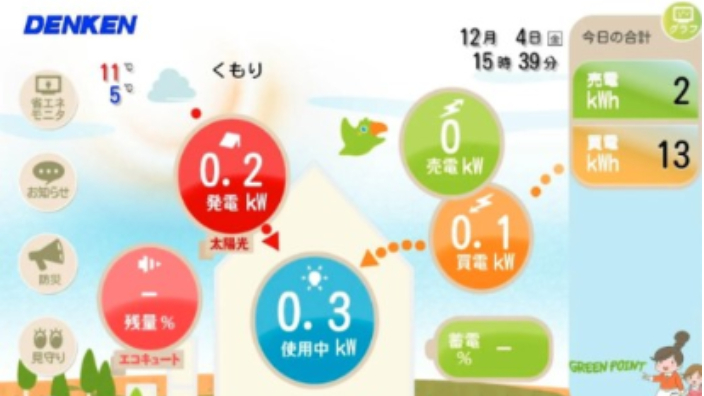 DENKEN
11℃
5℃
くもり
12月 4日 金
15時 39分
今日の合計
グラフ
売電
kWh
2
買電
kWh
13
省エネ
モニタ
お知らせ
防災
見守り
0.2
発電 kW
太陽光
0
売電 kW
0.1
買電 kW
0.3
使用中 kW
－
残量 %
エコキュート
蓄電
%
－
GREEN POINT